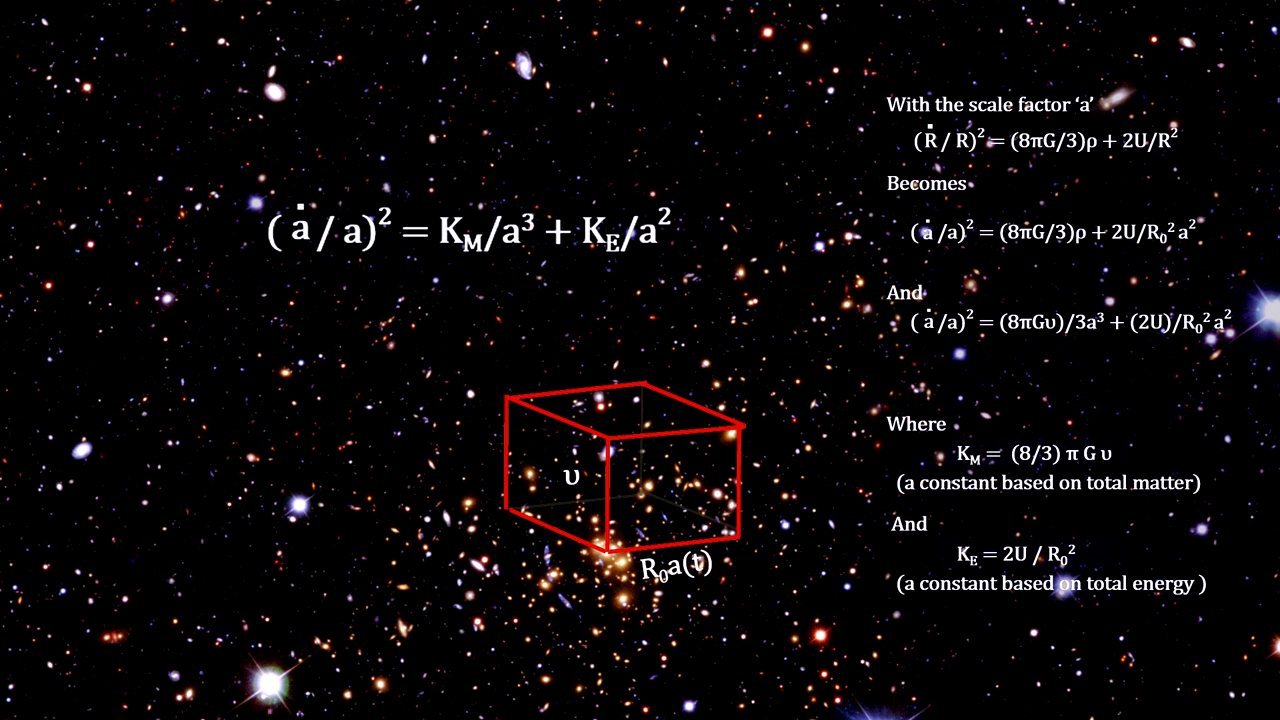 With the scale factor ‘a’
(Ṙ / R)² = (8πG/3)ρ + 2U/R²
Becomes
(ȧ /a)² = (8πG/3)ρ + 2U/R₀² a²
And
(ȧ /a)² = (8πGυ)/3a³ + (2U)/R₀² a²
(ȧ / a)² = K_M/a³ + K_E/a²
Where
K_M = (8/3) π G υ
(a constant based on total matter)
And
K_E = 2U / R₀²
(a constant based on total energy )
υ
R₀a(t)